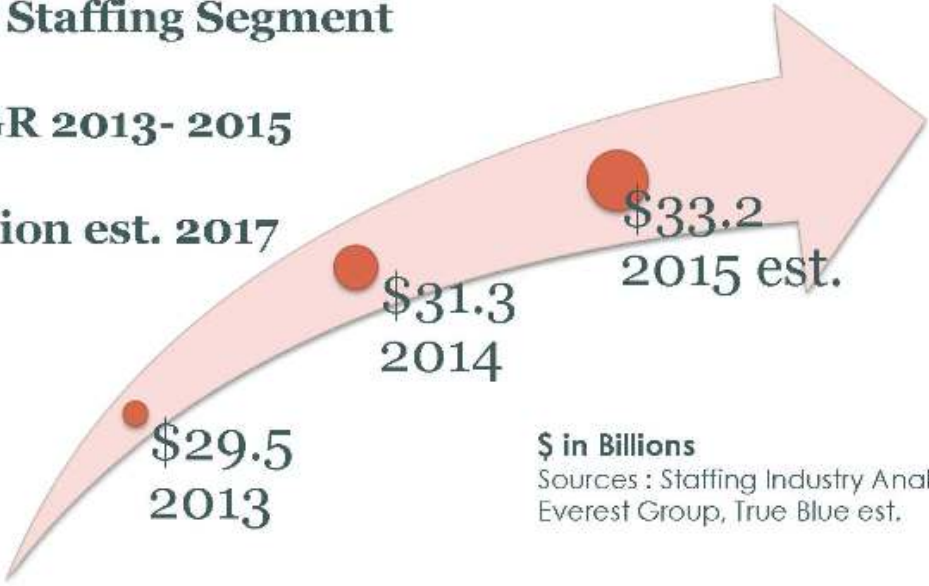 Staffing Segment
R 2013- 2015
ion est. 2017
$33.2
2015 est.
$31.3
2014
$29.5
2013
$ in Billions
Sources : Staffing Industry Anal
Everest Group, True Blue est.